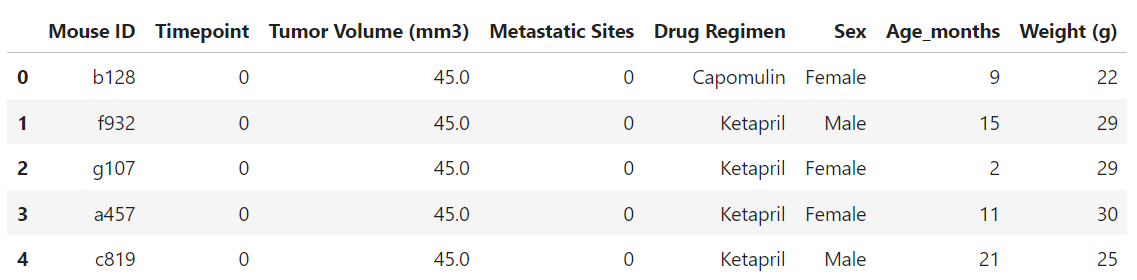 Mouse ID Timepoint Tumor Volume (mm3) Metastatic Sites Drug Regimen Sex Age_months Weight (g)
0 b128 0 45.0 0 Capomulin Female 9 22
1 f932 0 45.0 0 Ketapril Male 15 29
2 g107 0 45.0 0 Ketapril Female 2 29
3 a457 0 45.0 0 Ketapril Female 11 30
4 c819 0 45.0 0 Ketapril Male 21 25